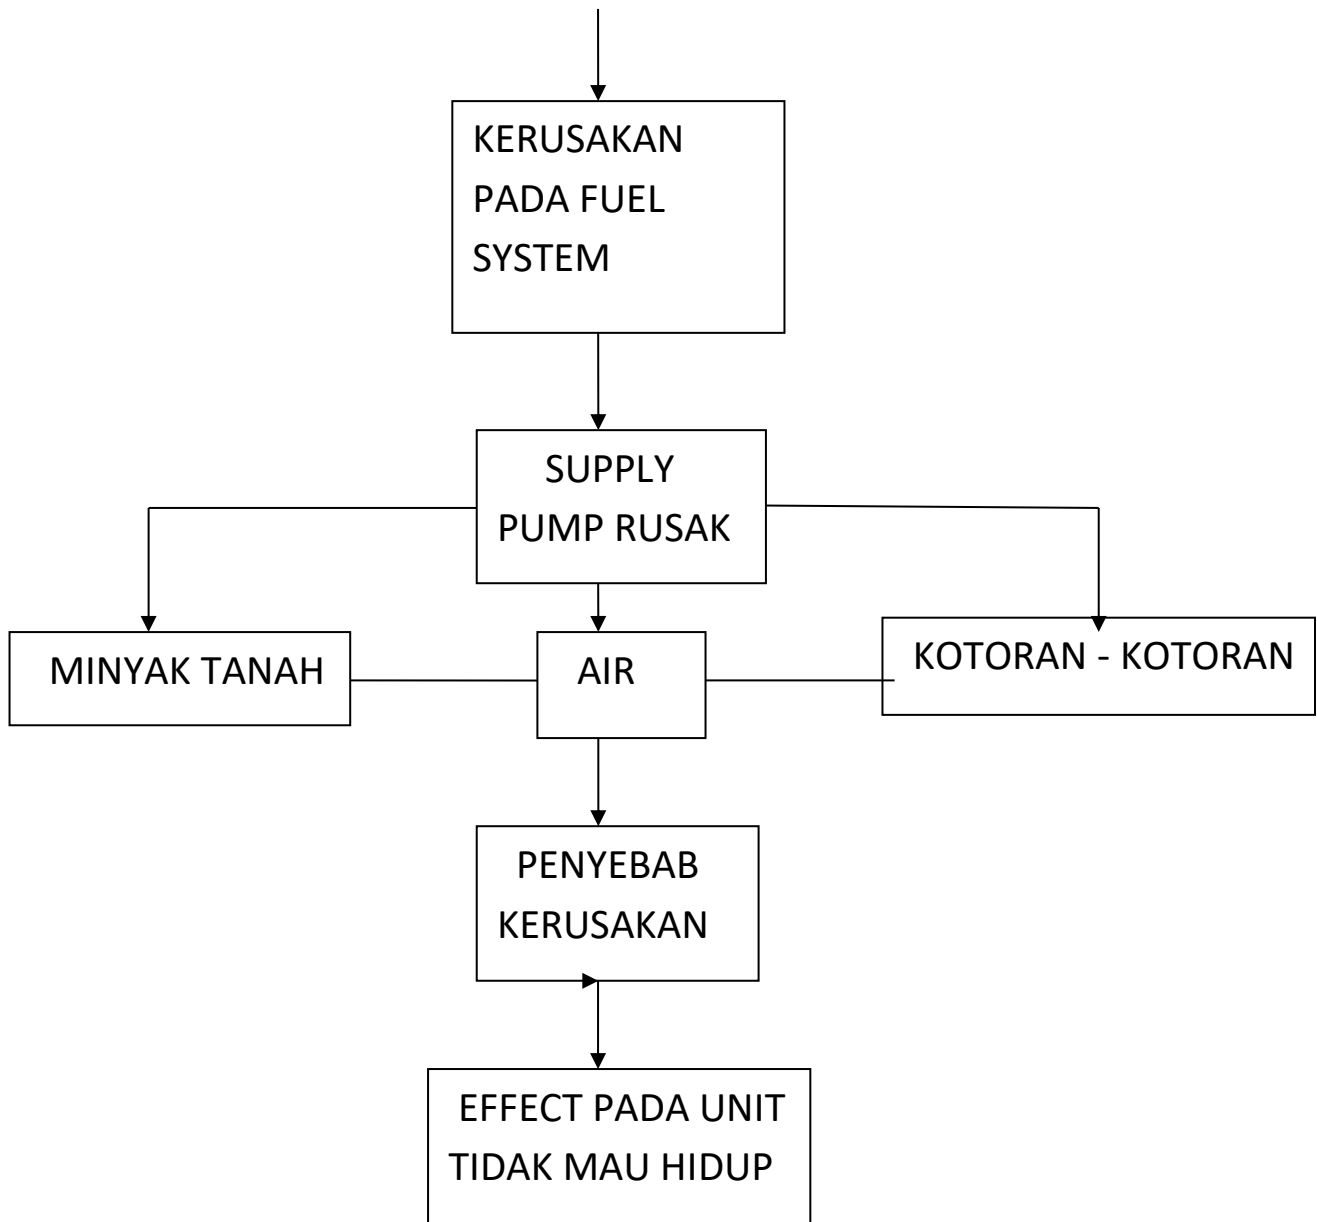 KERUSAKAN
PADA FUEL
SYSTEM
SUPPLY
PUMP RUSAK
MINYAK TANAH
AIR
KOTORAN - KOTORAN
PENYEBAB
KERUSAKAN
EFFECT PADA UNIT
TIDAK MAU HIDUP